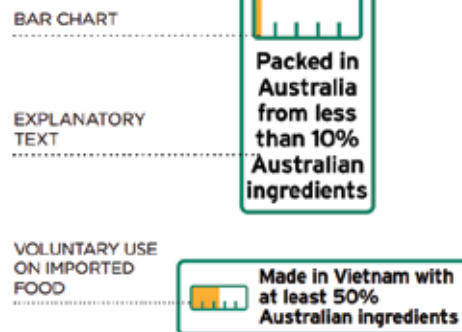 BAR CHART
Packed in
Australia
from less
than 10%
Australian
ingredients
EXPLANATORY
TEXT
VOLUNTARY USE
ON IMPORTED
FOOD
Made in Vietnam with
at least 50%
Australian ingredients